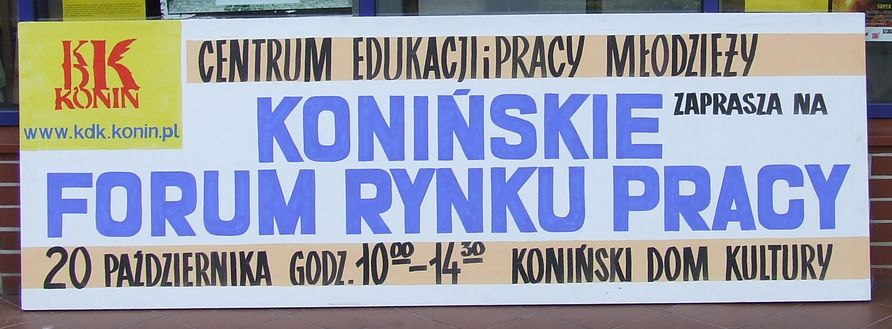 KDK
KONIN
www.kdk.konin.pl
CENTRUM EDUKACJI i PRACY MŁODZIEŻY
ZAPRASZA NA
KONIŃSKIE
FORUM RYNKU PRACY
20 PAŹDZIERNIKA GODZ. 10⁰⁰-14³⁰ KONIŃSKI DOM KULTURY